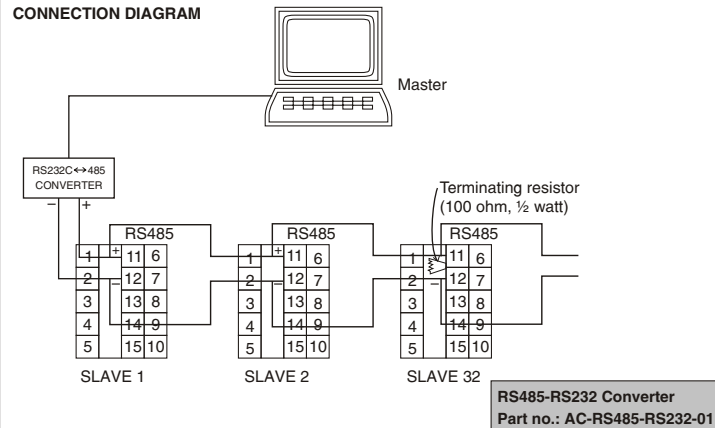 CONNECTION DIAGRAM
Master
RS232C↔485
CONVERTER
– +
Terminating resistor
(100 ohm, ½ watt)
RS485 RS485 RS485
1 + 11 6 1 + 11 6 1 11 6
2 – 12 7 2 – 12 7 2 – 12 7
3 13 8 3 13 8 3 13 8
4 14 9 4 14 9 4 14 9
5 15 10 5 15 10 5 15 10
SLAVE 1 SLAVE 2 SLAVE 32
RS485-RS232 Converter
Part no.: AC-RS485-RS232-01